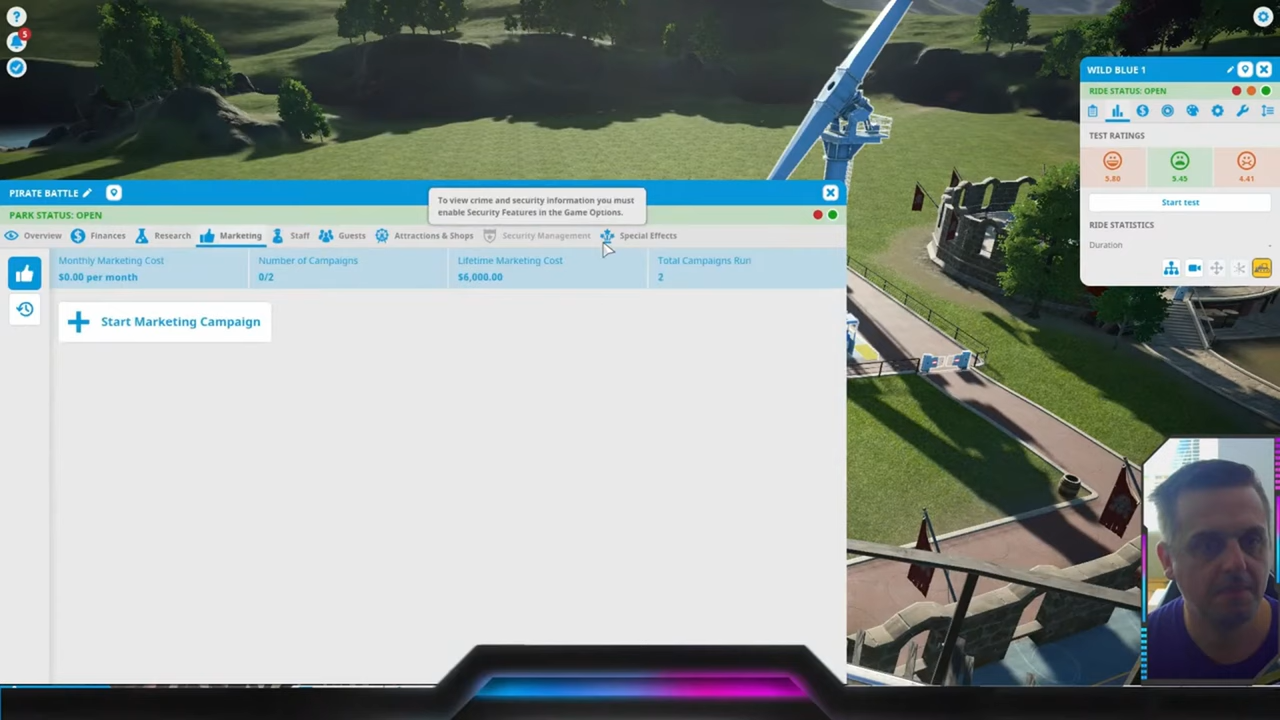 ?
5
WILD BLUE 1
RIDE STATUS: OPEN
TEST RATINGS
5.80
5.45
4.41
Start test
RIDE STATISTICS
Duration
-
PIRATE BATTLE
PARK STATUS: OPEN
To view crime and security information you must
enable Security Features in the Game Options.
Overview
Finances
Research
Marketing
Staff
Guests
Attractions & Shops
Security Management
Special Effects
Monthly Marketing Cost
$0.00 per month
Number of Campaigns
0/2
Lifetime Marketing Cost
$6,000.00
Total Campaigns Run
2
Start Marketing Campaign